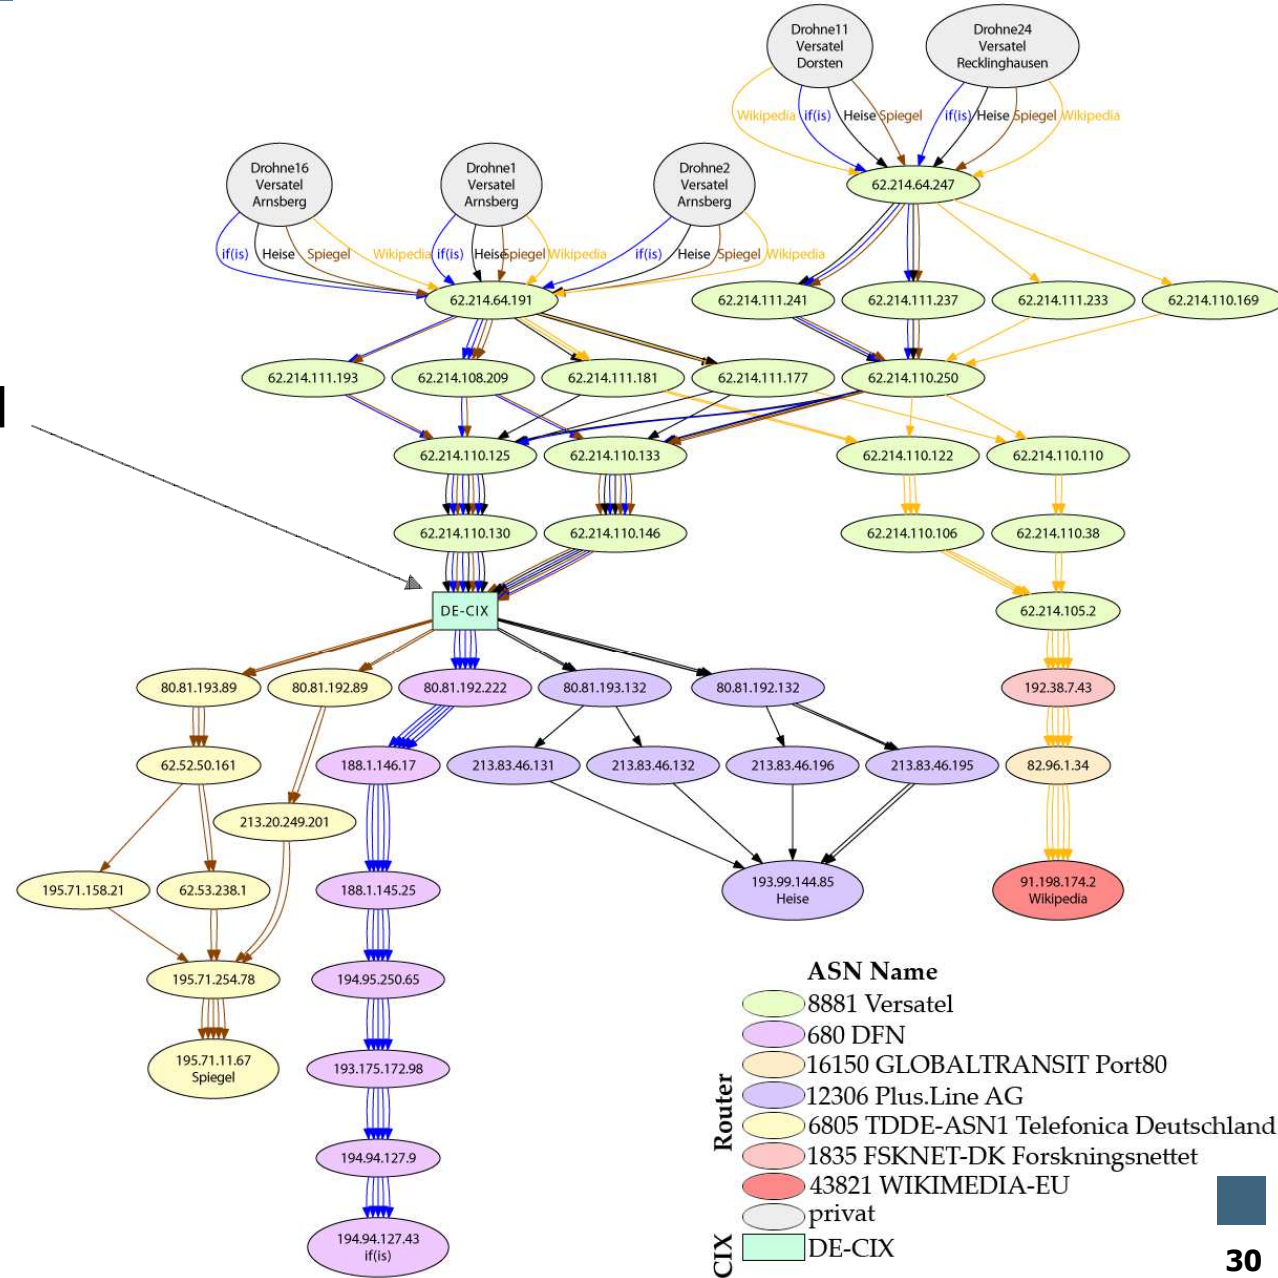 Drohne11
Versatel
Dorsten
Drohne24
Versatel
Recklinghausen
Wikipedia
if(is)
Heise
Spiegel
if(is)
Heise
Spiegel
Wikipedia
Drohne16
Versatel
Arnsberg
Drohne1
Versatel
Arnsberg
Drohne2
Versatel
Arnsberg
62.214.64.247
if(is)
Heise
Spiegel
Wikipedia
if(is)
Heise
Spiegel
Wikipedia
if(is)
Heise
Spiegel
Wikipedia
62.214.64.191
62.214.111.241
62.214.111.237
62.214.111.233
62.214.110.169
62.214.111.193
62.214.108.209
62.214.111.181
62.214.111.177
62.214.110.250
62.214.110.125
62.214.110.133
62.214.110.122
62.214.110.110
62.214.110.130
62.214.110.146
62.214.110.106
62.214.110.38
DE-CIX
62.214.105.2
80.81.193.89
80.81.192.89
80.81.192.222
80.81.193.132
80.81.192.132
192.38.7.43
62.52.50.161
188.1.146.17
213.83.46.131
213.83.46.132
213.83.46.196
213.83.46.195
82.96.1.34
213.20.249.201
195.71.158.21
62.53.238.1
188.1.145.25
193.99.144.85
Heise
91.198.174.2
Wikipedia
195.71.254.78
194.95.250.65
195.71.11.67
Spiegel
193.175.172.98
194.94.127.9
194.94.127.43
if(is)
ASN Name
8881 Versatel
680 DFN
16150 GLOBALTRANSIT Port80
12306 Plus.Line AG
6805 TDDE-ASN1 Telefonica Deutschland
1835 FSKNET-DK Forskningsnettet
43821 WIKIMEDIA-EU
privat
DE-CIX
Router
CIX
30